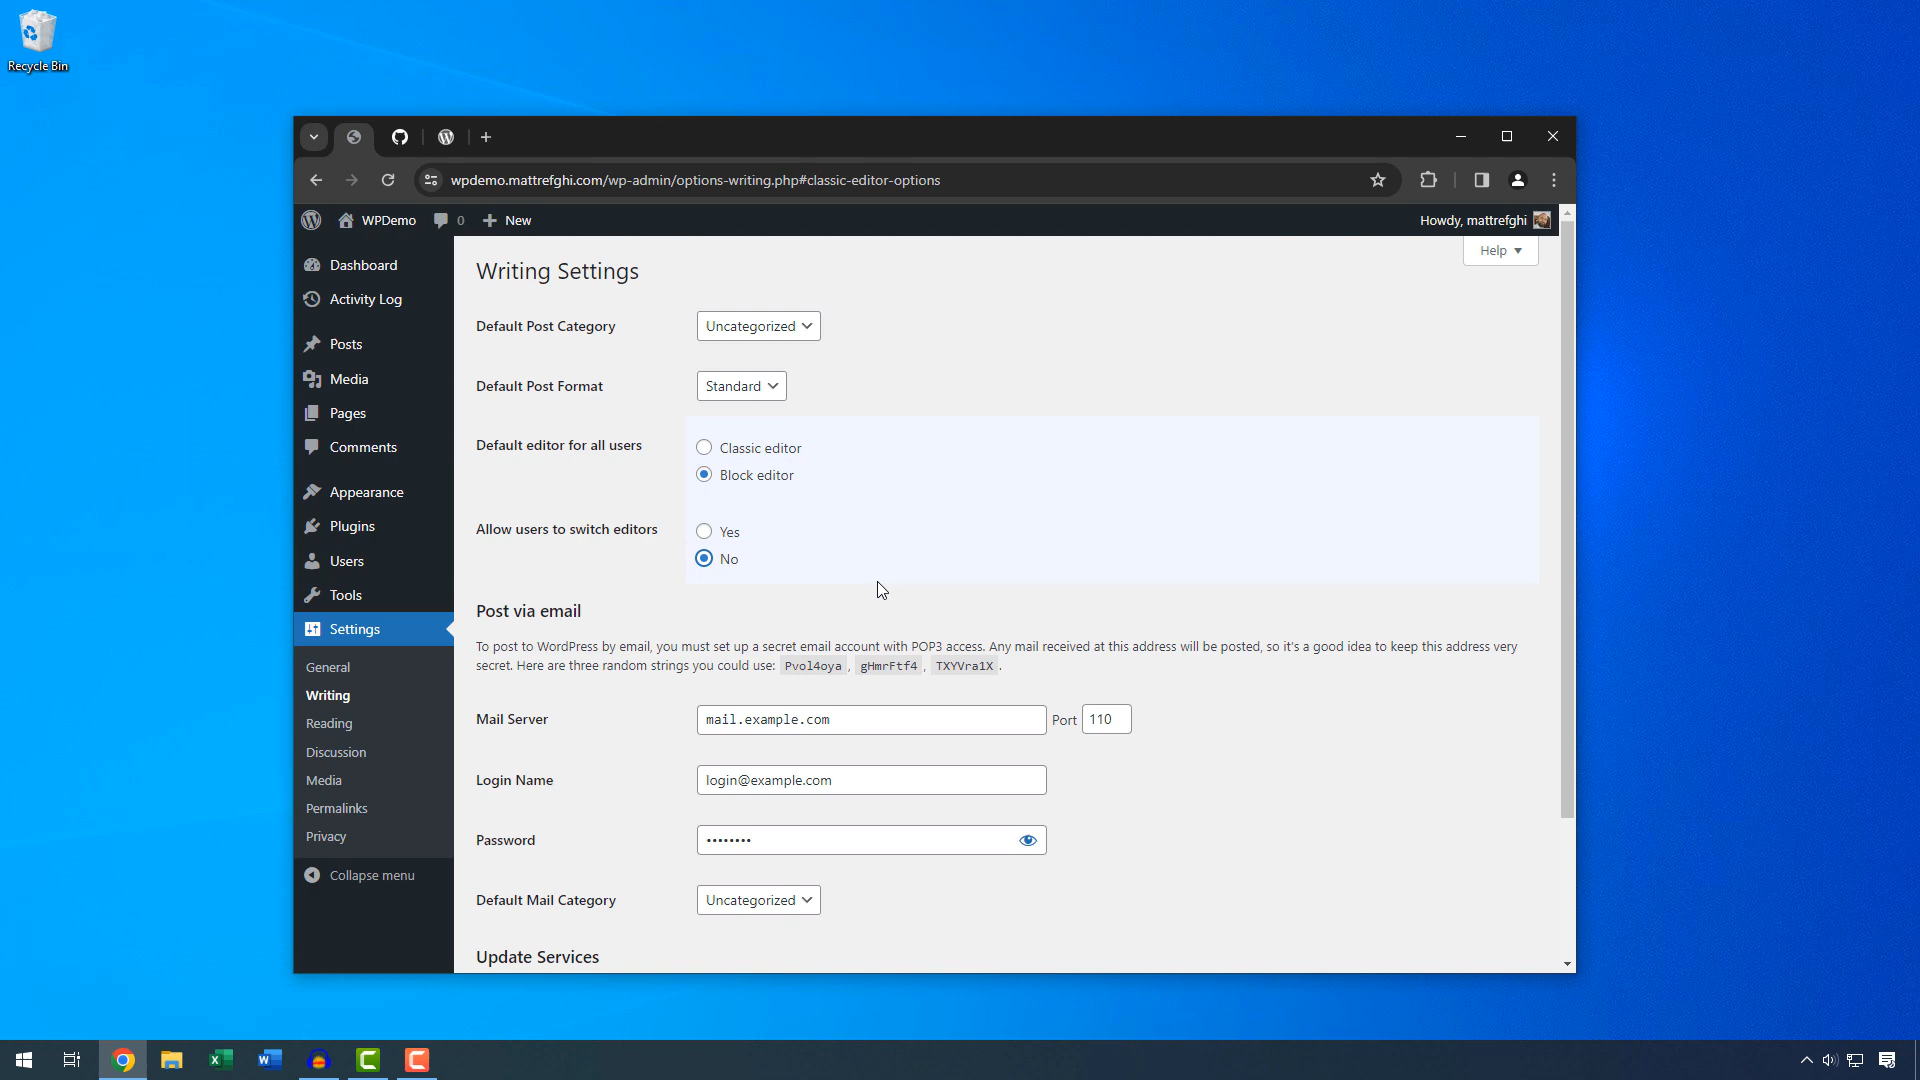 Recycle Bin
wpdemo.mattrefghi.com/wp-admin/options-writing.php#classic-editor-options
WPDemo 0 New Howdy, mattrefghi
Help
Dashboard
Activity Log
Posts
Media
Pages
Comments
Appearance
Plugins
Users
Tools
Settings
General
Writing
Reading
Discussion
Media
Permalinks
Privacy
Collapse menu
Writing Settings
Default Post Category Uncategorized
Default Post Format Standard
Default editor for all users Classic editor
Block editor
Allow users to switch editors Yes
No
Post via email
To post to WordPress by email, you must set up a secret email account with POP3 access. Any mail received at this address will be posted, so it's a good idea to keep this address very
secret. Here are three random strings you could use: Pvol4oya , gHmrFtf4 , TXYVra1X .
Mail Server mail.example.com Port 110
Login Name login@example.com
Password ••••••••
Default Mail Category Uncategorized
Update Services